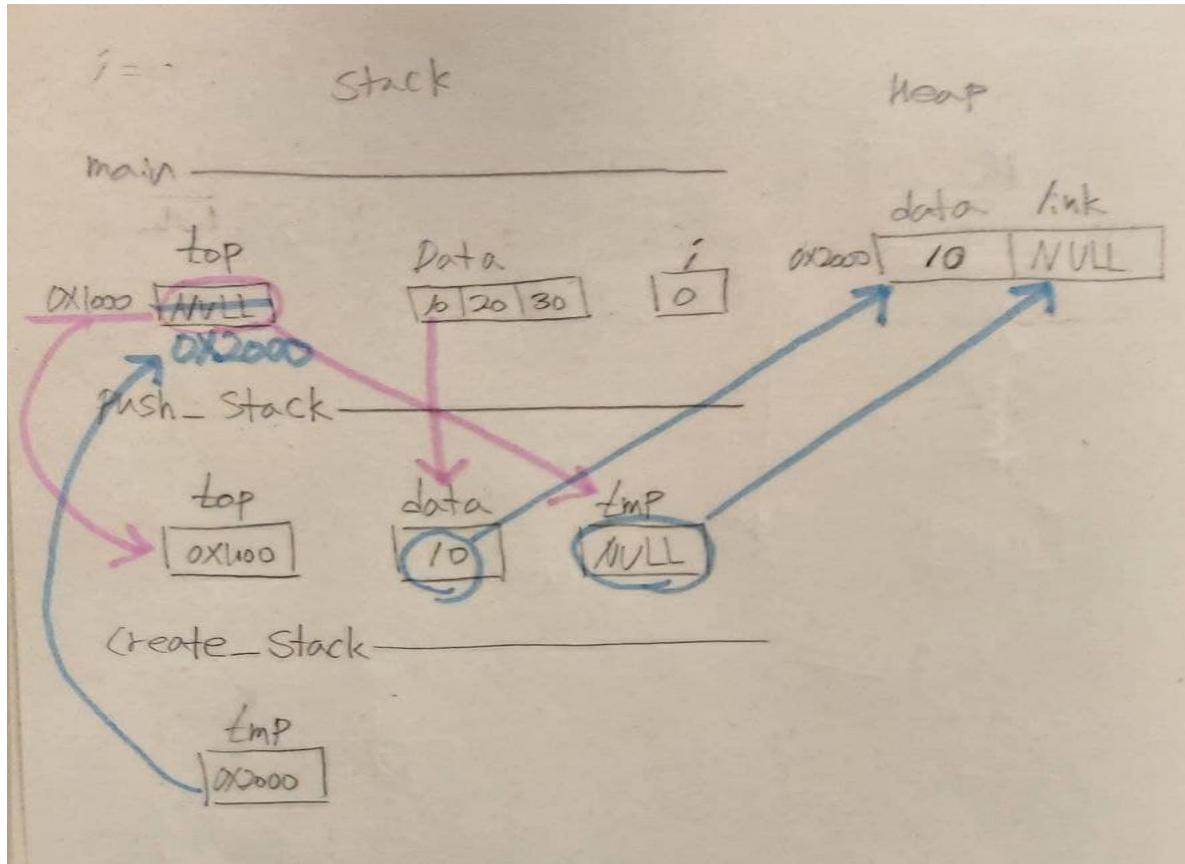 Stack Heap
main
data link
top Data i
0X1000 NULL 10 20 30 0 0X2000 10 NULL
0X2000
Push_Stack
top data tmp
0X1000 10 NULL
Create_Stack
tmp
0X2000